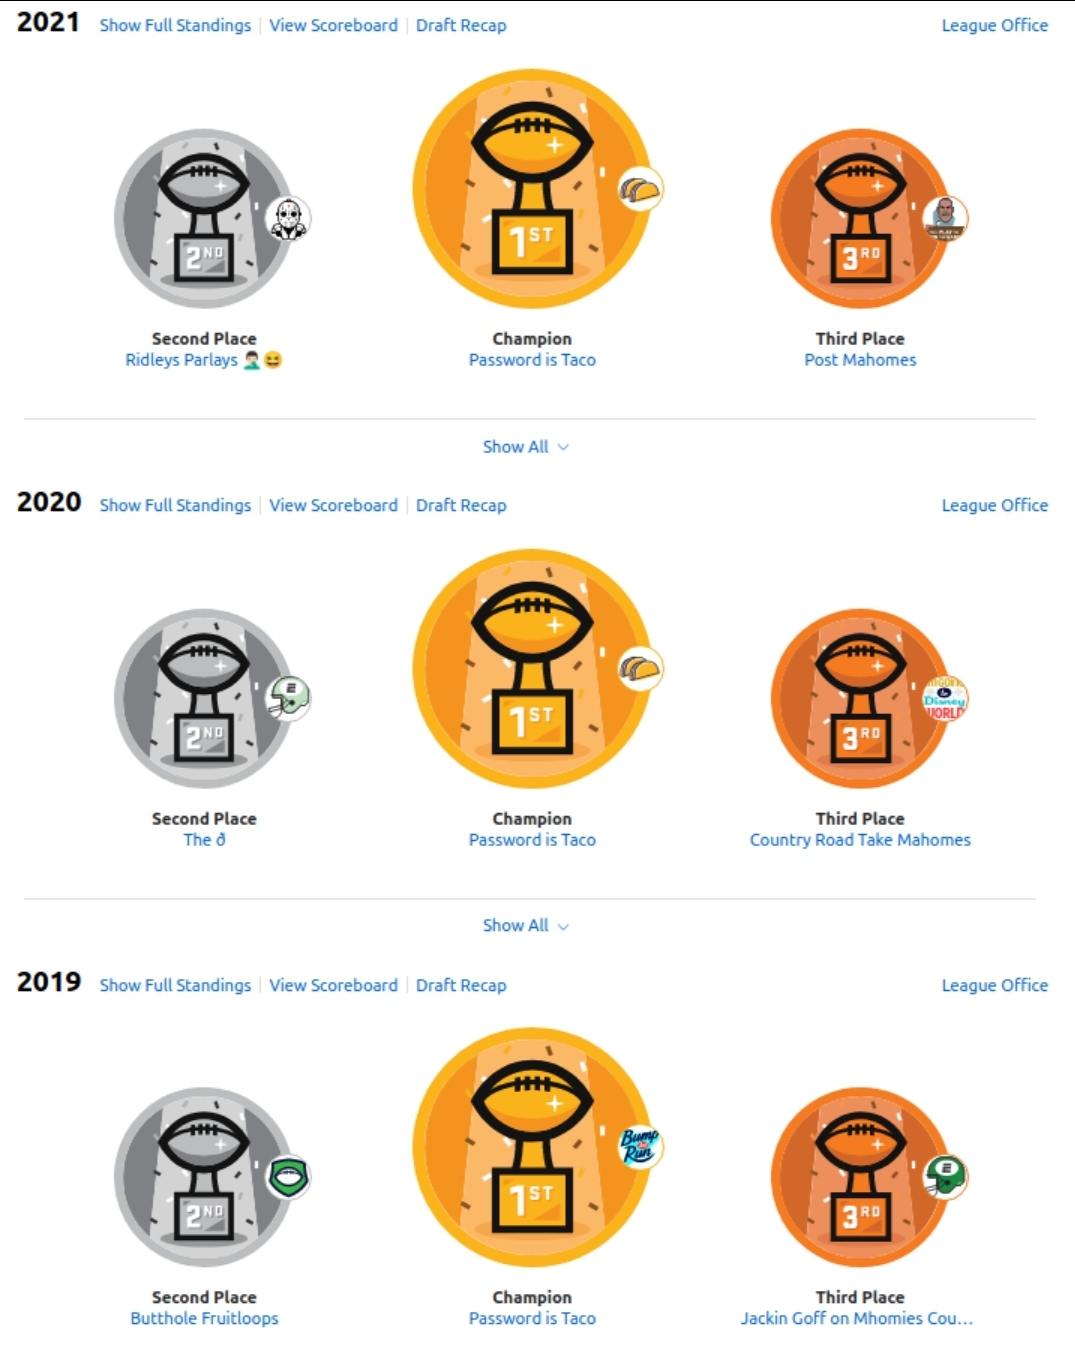 2021 Show Full Standings View Scoreboard Draft Recap League Office
2ND
1ST
3RD
Second Place
Ridleys Parlays 🤦🏻‍♂️😆
Champion
Password is Taco
Third Place
Post Mahomes
Show All
2020 Show Full Standings View Scoreboard Draft Recap League Office
2ND
E
1ST
3RD
Disney
WORLD
Second Place
The ð
Champion
Password is Taco
Third Place
Country Road Take Mahomes
Show All
2019 Show Full Standings View Scoreboard Draft Recap League Office
2ND
1ST
Bump
Run
3RD
E
Second Place
Butthole Fruitloops
Champion
Password is Taco
Third Place
Jackin Goff on Mhomies Cou...